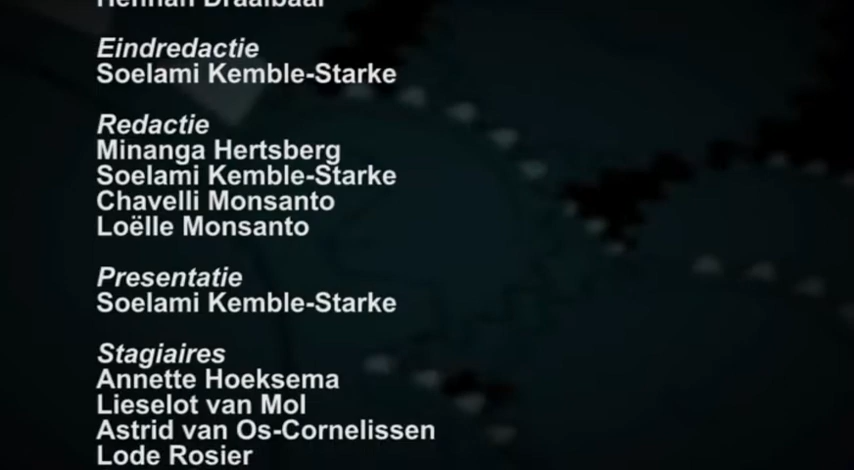 Eindredactie
Soelami Kemble-Starke
Redactie
Minanga Hertsberg
Soelami Kemble-Starke
Chavelli Monsanto
Loëlle Monsanto
Presentatie
Soelami Kemble-Starke
Stagiaires
Annette Hoeksema
Lieselot van Mol
Astrid van Os-Cornelissen
Lode Rosier